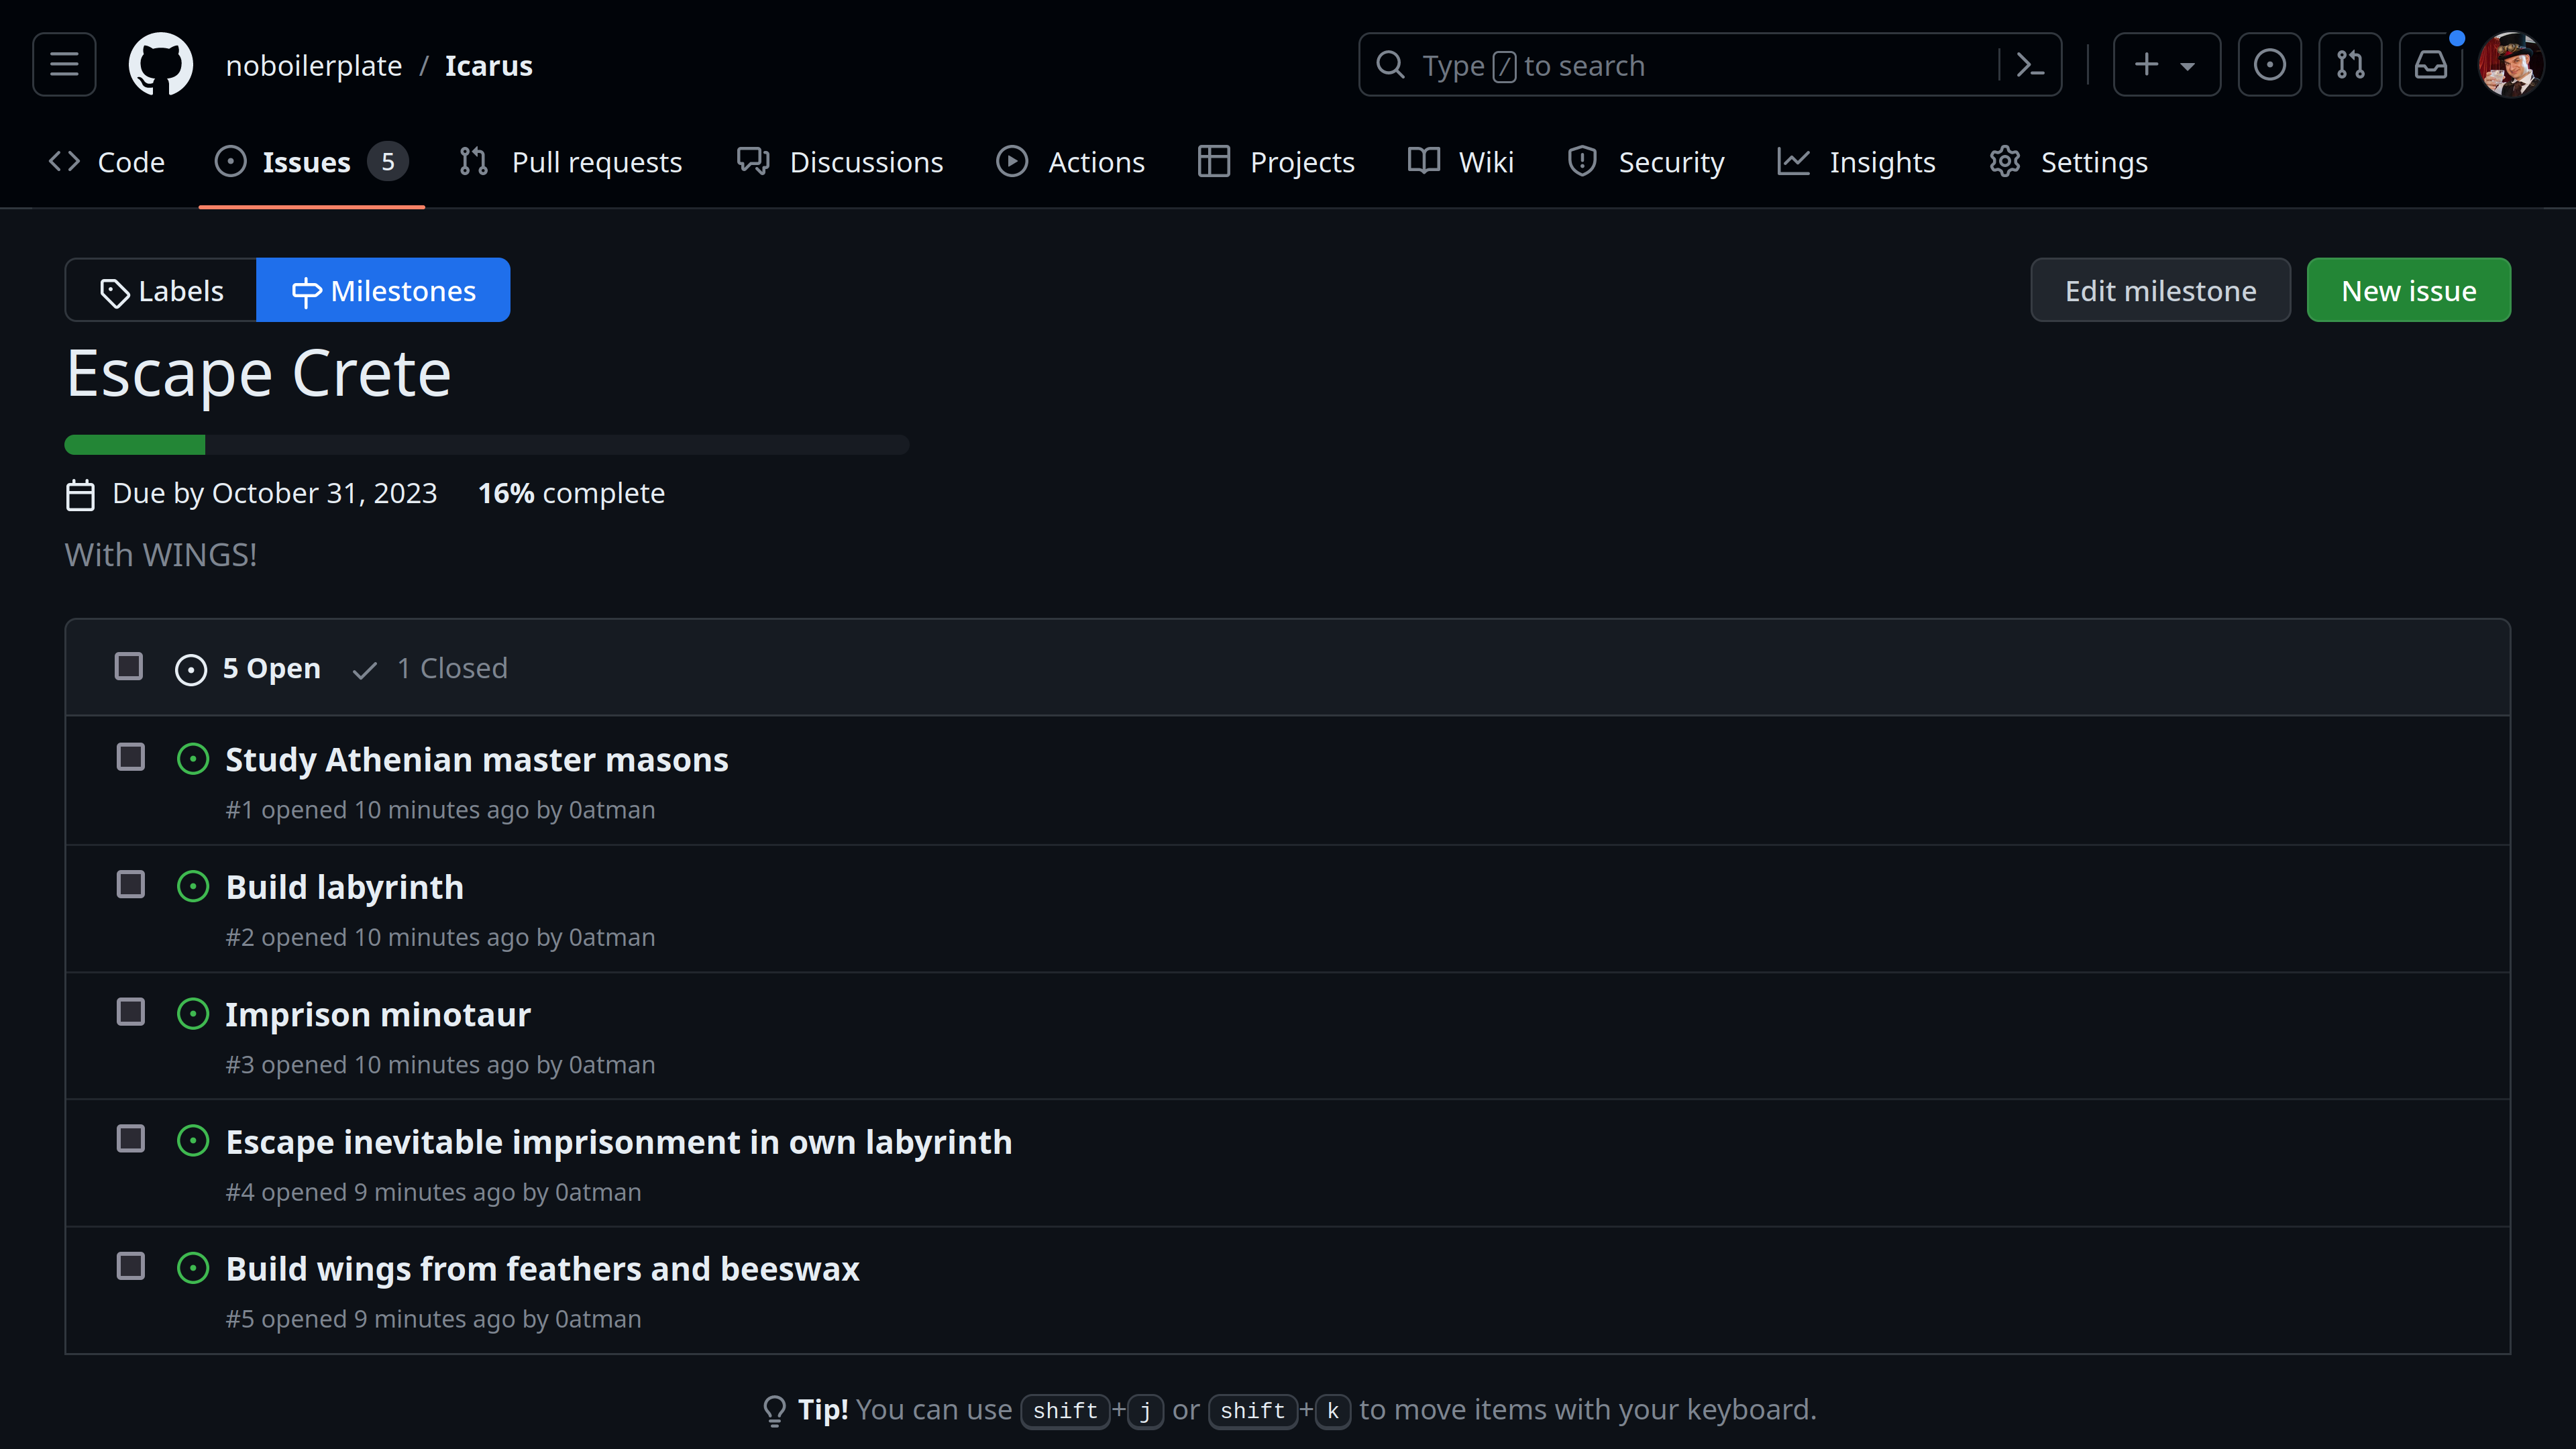 noboilerplate / Icarus
Type / to search
Code Issues 5 Pull requests Discussions Actions Projects Wiki Security Insights Settings
Labels Milestones Edit milestone New issue
Escape Crete
Due by October 31, 2023 16% complete
With WINGS!
5 Open 1 Closed
Study Athenian master masons
#1 opened 10 minutes ago by 0atman
Build labyrinth
#2 opened 10 minutes ago by 0atman
Imprison minotaur
#3 opened 10 minutes ago by 0atman
Escape inevitable imprisonment in own labyrinth
#4 opened 9 minutes ago by 0atman
Build wings from feathers and beeswax
#5 opened 9 minutes ago by 0atman
Tip! You can use shift+j or shift+k to move items with your keyboard.